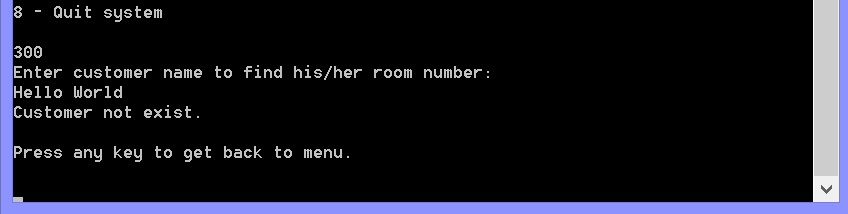 8 - Quit system
300
Enter customer name to find his/her room number:
Hello World
Customer not exist.
Press any key to get back to menu.